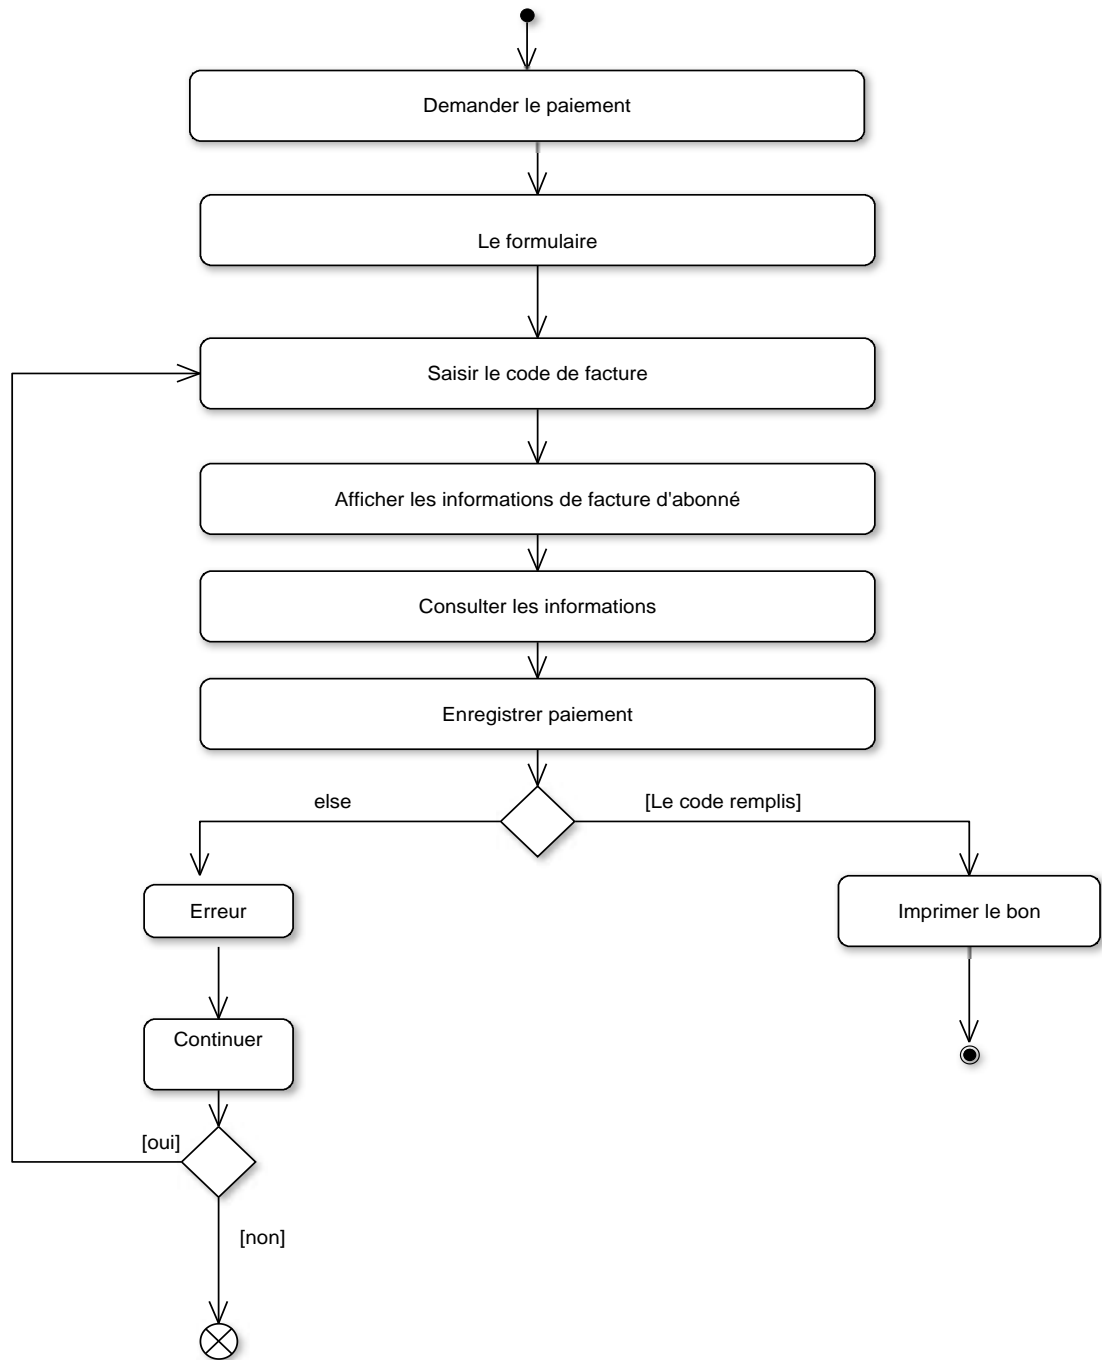 Demander le paiement
Le formulaire
Saisir le code de facture
Afficher les informations de facture d'abonné
Consulter les informations
Enregistrer paiement
else
[Le code remplis]
Erreur
Imprimer le bon
Continuer
[oui]
[non]